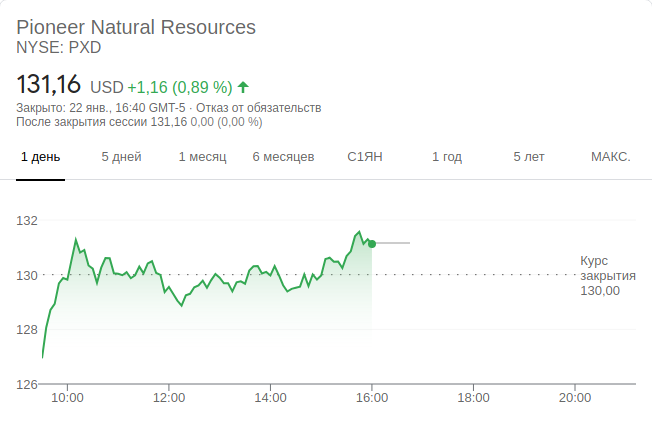 Pioneer Natural Resources
NYSE: PXD
131,16 USD +1,16 (0,89 %)
Закрыто: 22 янв., 16:40 GMT-5 · Отказ от обязательств
После закрытия сессии 131,16 0,00 (0,00 %)
1 день 5 дней 1 месяц 6 месяцев С1ЯН 1 год 5 лет МАКС.
132
130
128
126
Курс
закрытия
130,00
10:00 12:00 14:00 16:00 18:00 20:00